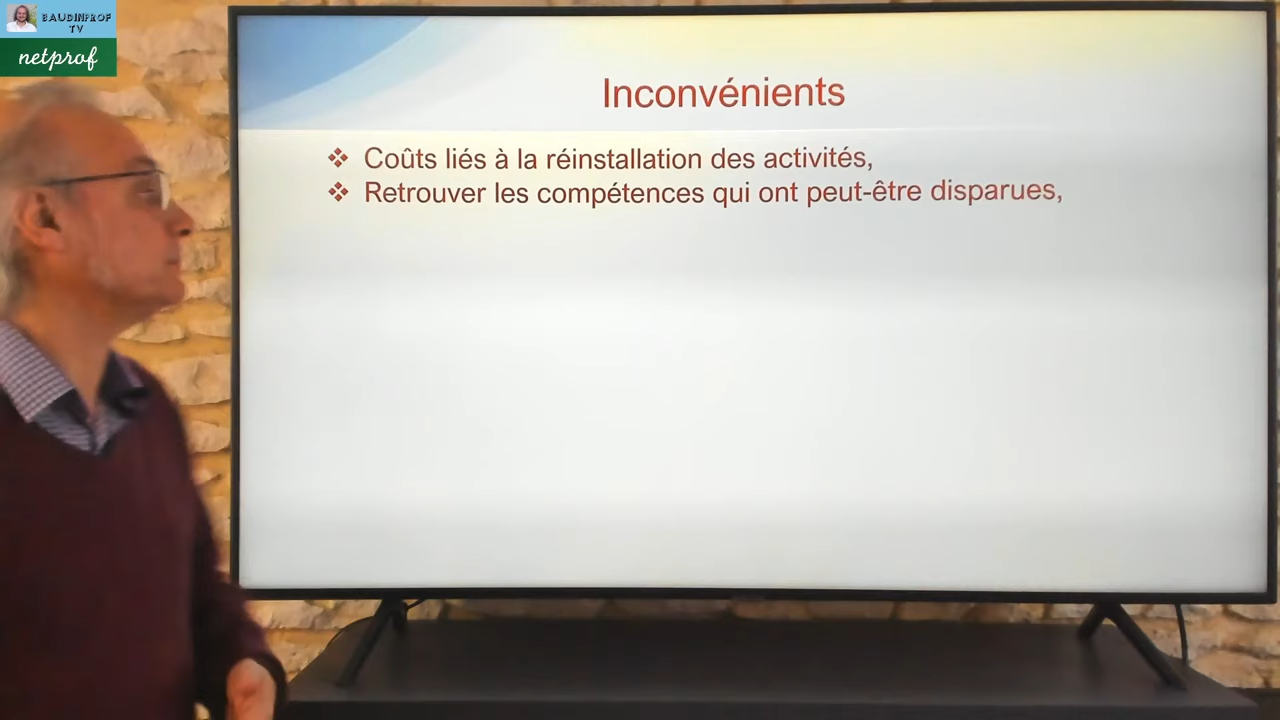 BAUDINPROF
TV
netprof
Inconvénients
❖ Coûts liés à la réinstallation des activités,
❖ Retrouver les compétences qui ont peut-être disparues,